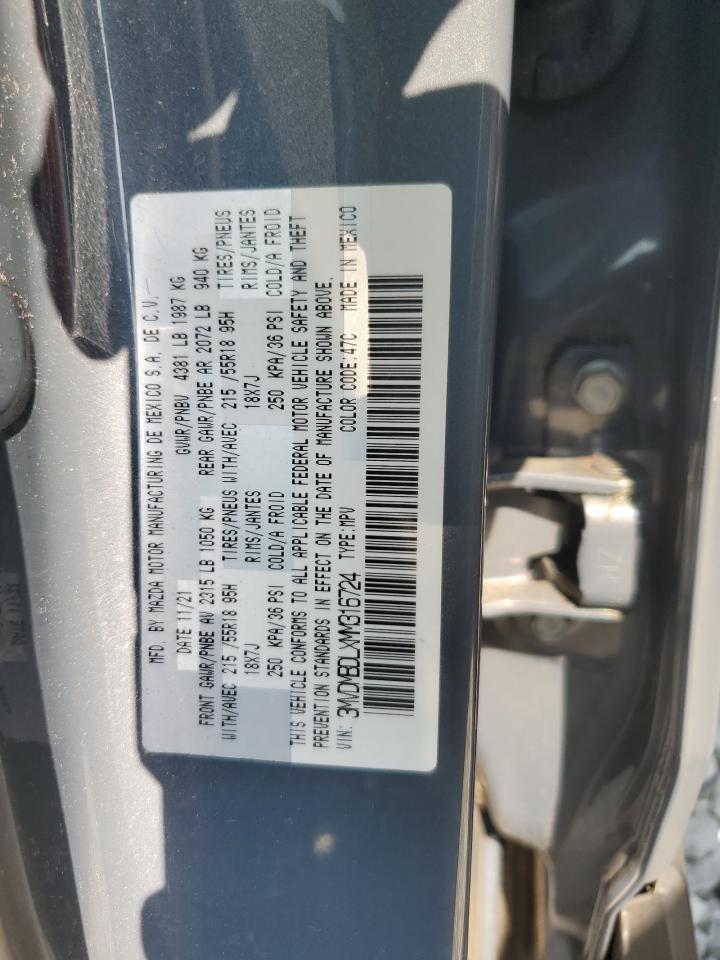 MFD. BY MAZDA MOTOR MANUFACTURING DE MEXICO S.A. DE C.V.
DATE 11/21 GVWR/PNBV 4381 LB 1987 KG
FRONT GAWR/PNBE AV 2315 LB 1050 KG REAR GAWR/PNBE AR 2072 LB 940 KG
WITH/AVEC 215 /55R18 95H TIRES/PNEUS WITH/AVEC 215 /55R18 95H TIRES/PNEUS
18X7J RIMS/JANTES 18X7J RIMS/JANTES
250 KPA/36 PSI COLD/A FROID 250 KPA/36 PSI COLD/A FROID
THIS VEHICLE CONFORMS TO ALL APPLICABLE FEDERAL MOTOR VEHICLE SAFETY AND THEFT
PREVENTION STANDARDS IN EFFECT ON THE DATE OF MANUFACTURE SHOWN ABOVE.
VIN: 3MVDMBDLXMM316724 TYPE:MPV COLOR CODE:47C MADE IN MEXICO